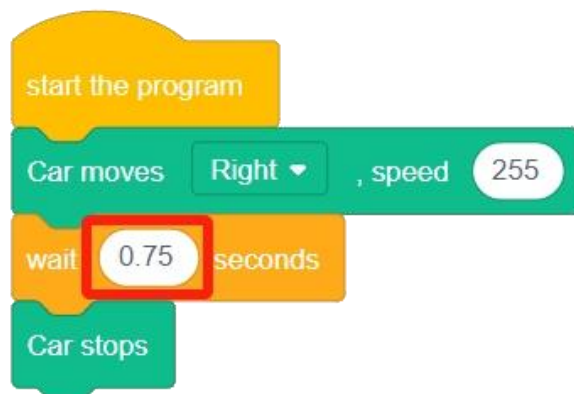 start the program
Car moves Right , speed 255
wait 0.75 seconds
Car stops